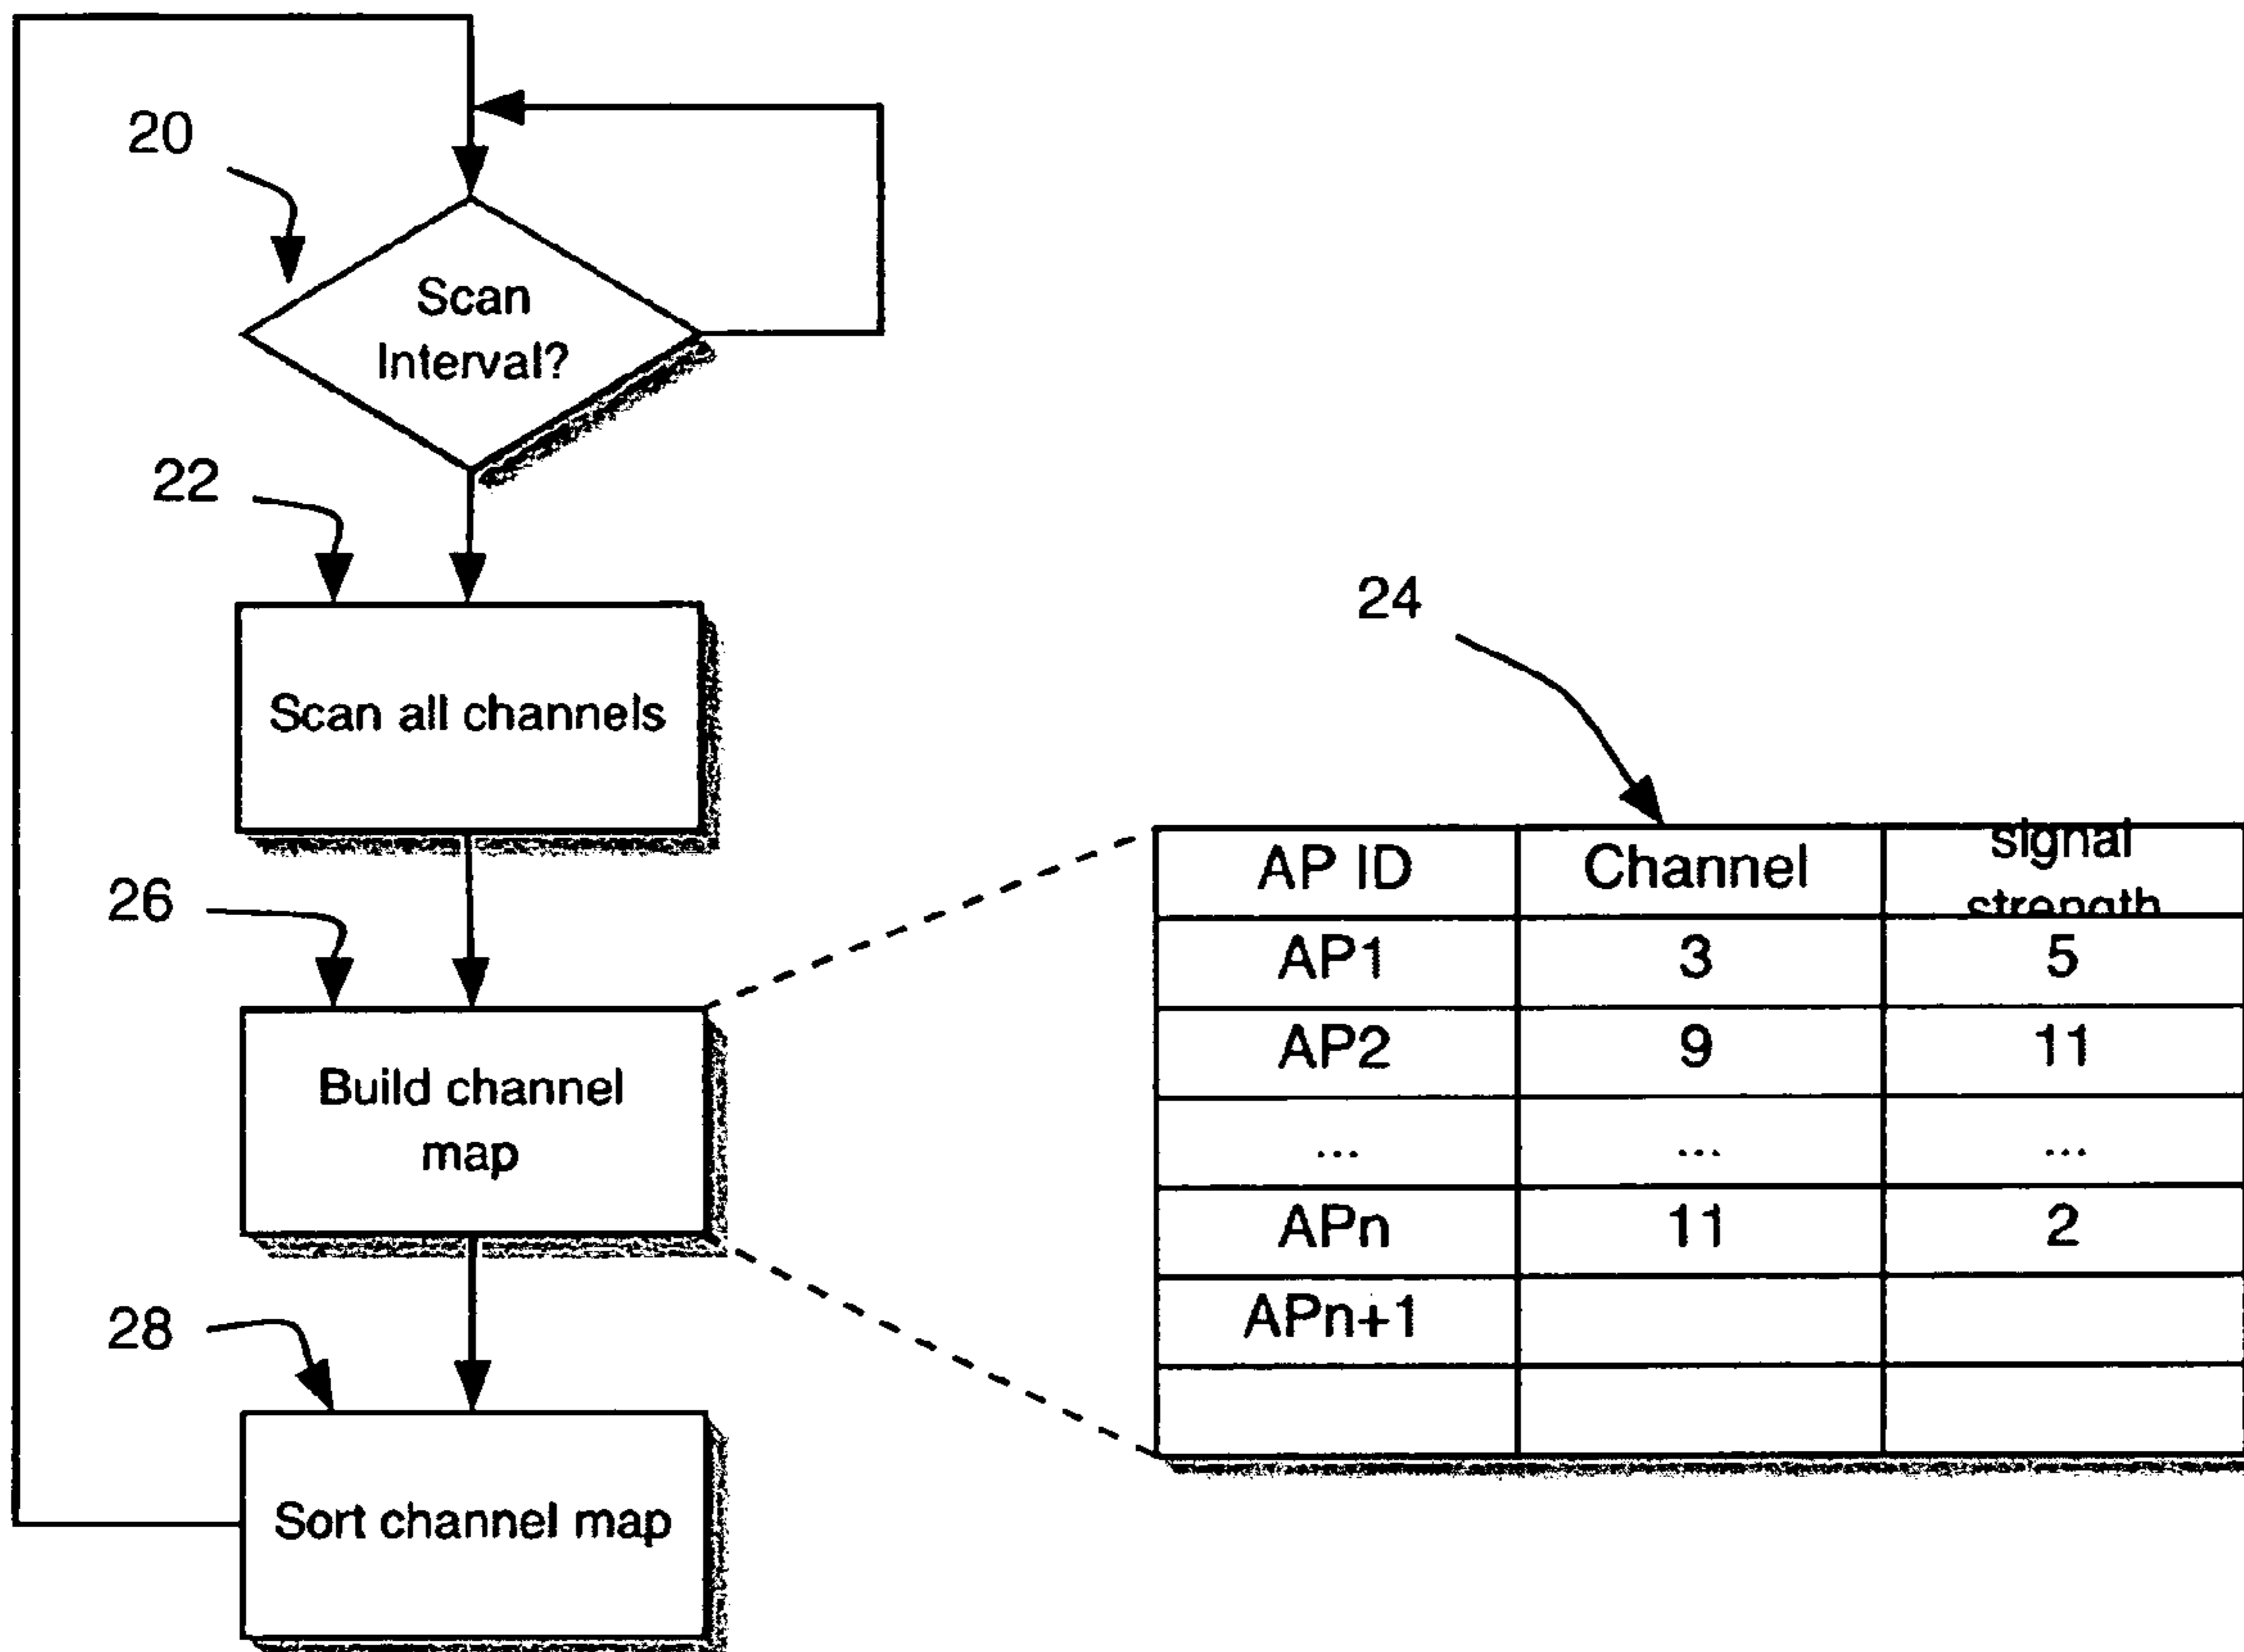 20
Scan
Interval?
22
Scan all channels
24
26
Build channel
map
28
Sort channel map
AP ID Channel signal
strength
AP1 3 5
AP2 9 11
... ... ...
APn 11 2
APn+1